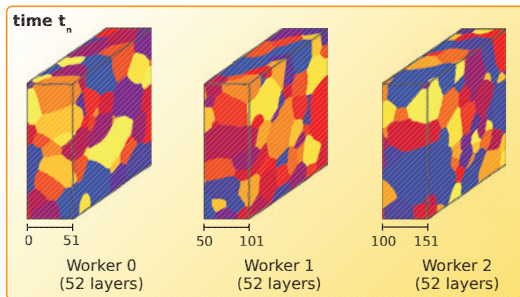 time tn
0 51
50 101
100 151
Worker 0
(52 layers)
Worker 1
(52 layers)
Worker 2
(52 layers)